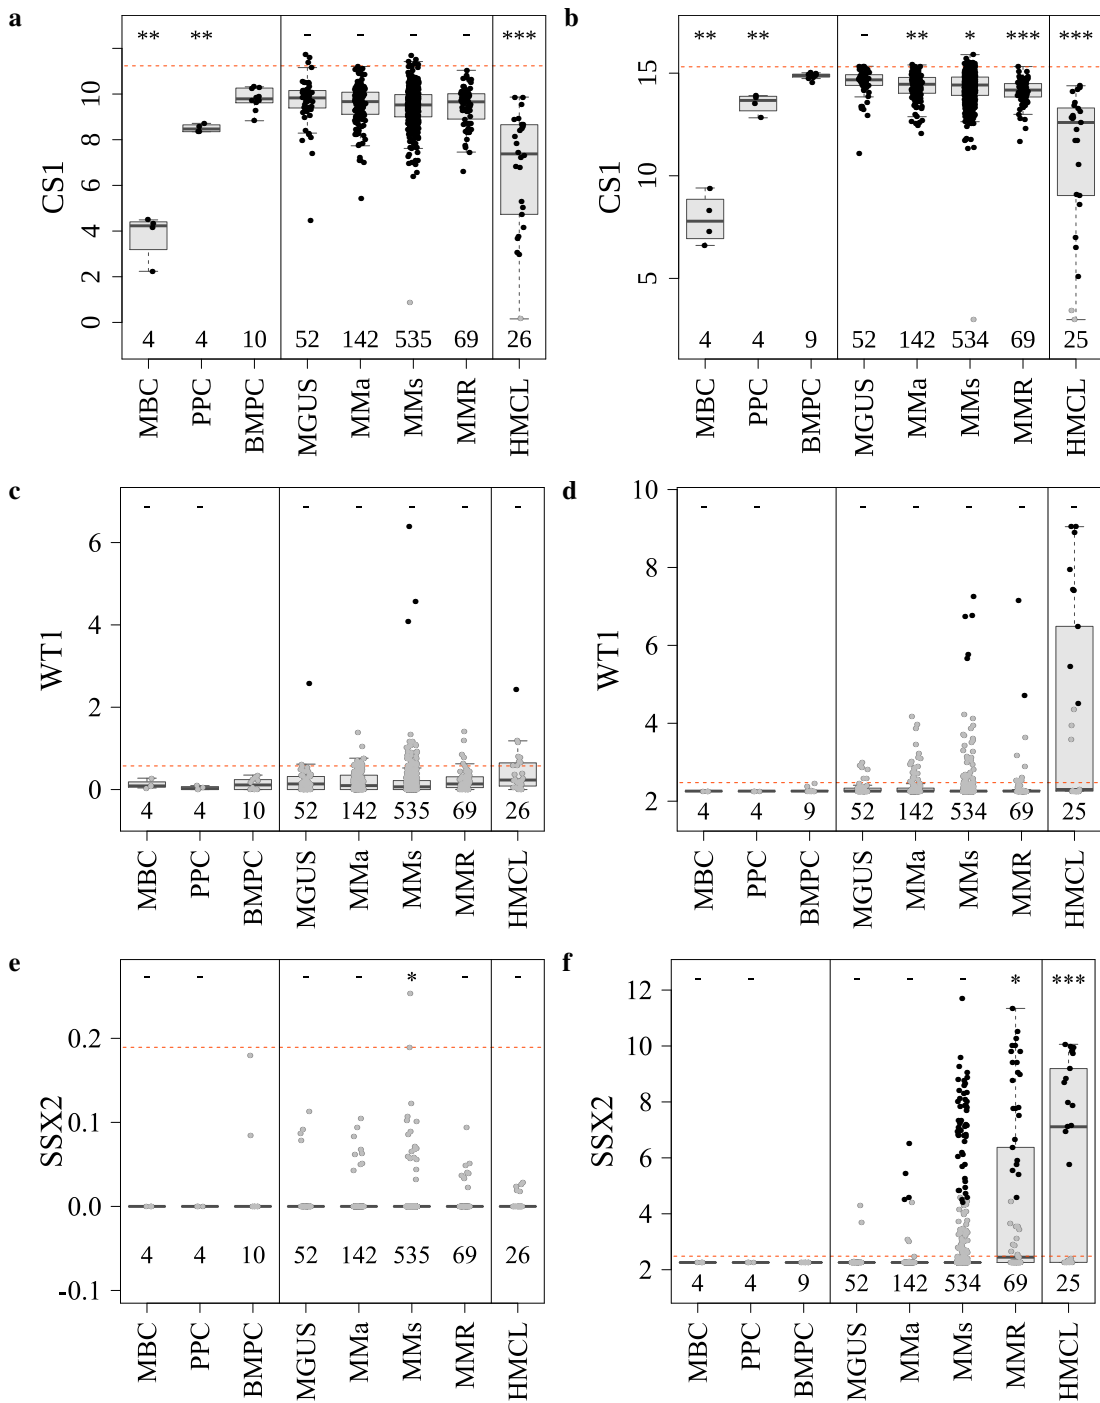 a
** ** - - - - ***
CS1
10
8
6
4
2
0
4 4 10 52 142 535 69 26
MBC PPC BMPC MGUS MMa MMs MMR HMCL
b
** ** - ** * *** ***
CS1
15
10
5
4 4 9 52 142 534 69 25
MBC PPC BMPC MGUS MMa MMs MMR HMCL
c
- - - - - - -
WT1
6
4
2
0
4 4 10 52 142 535 69 26
MBC PPC BMPC MGUS MMa MMs MMR HMCL
d
- - - - - - -
WT1
10
8
6
4
2
4 4 9 52 142 534 69 25
MBC PPC BMPC MGUS MMa MMs MMR HMCL
e
- - - - * - -
SSX2
0.2
0.1
0.0
-0.1
4 4 10 52 142 535 69 26
MBC PPC BMPC MGUS MMa MMs MMR HMCL
f
- - - - - * ***
SSX2
12
10
8
6
4
2
4 4 9 52 142 534 69 25
MBC PPC BMPC MGUS MMa MMs MMR HMCL